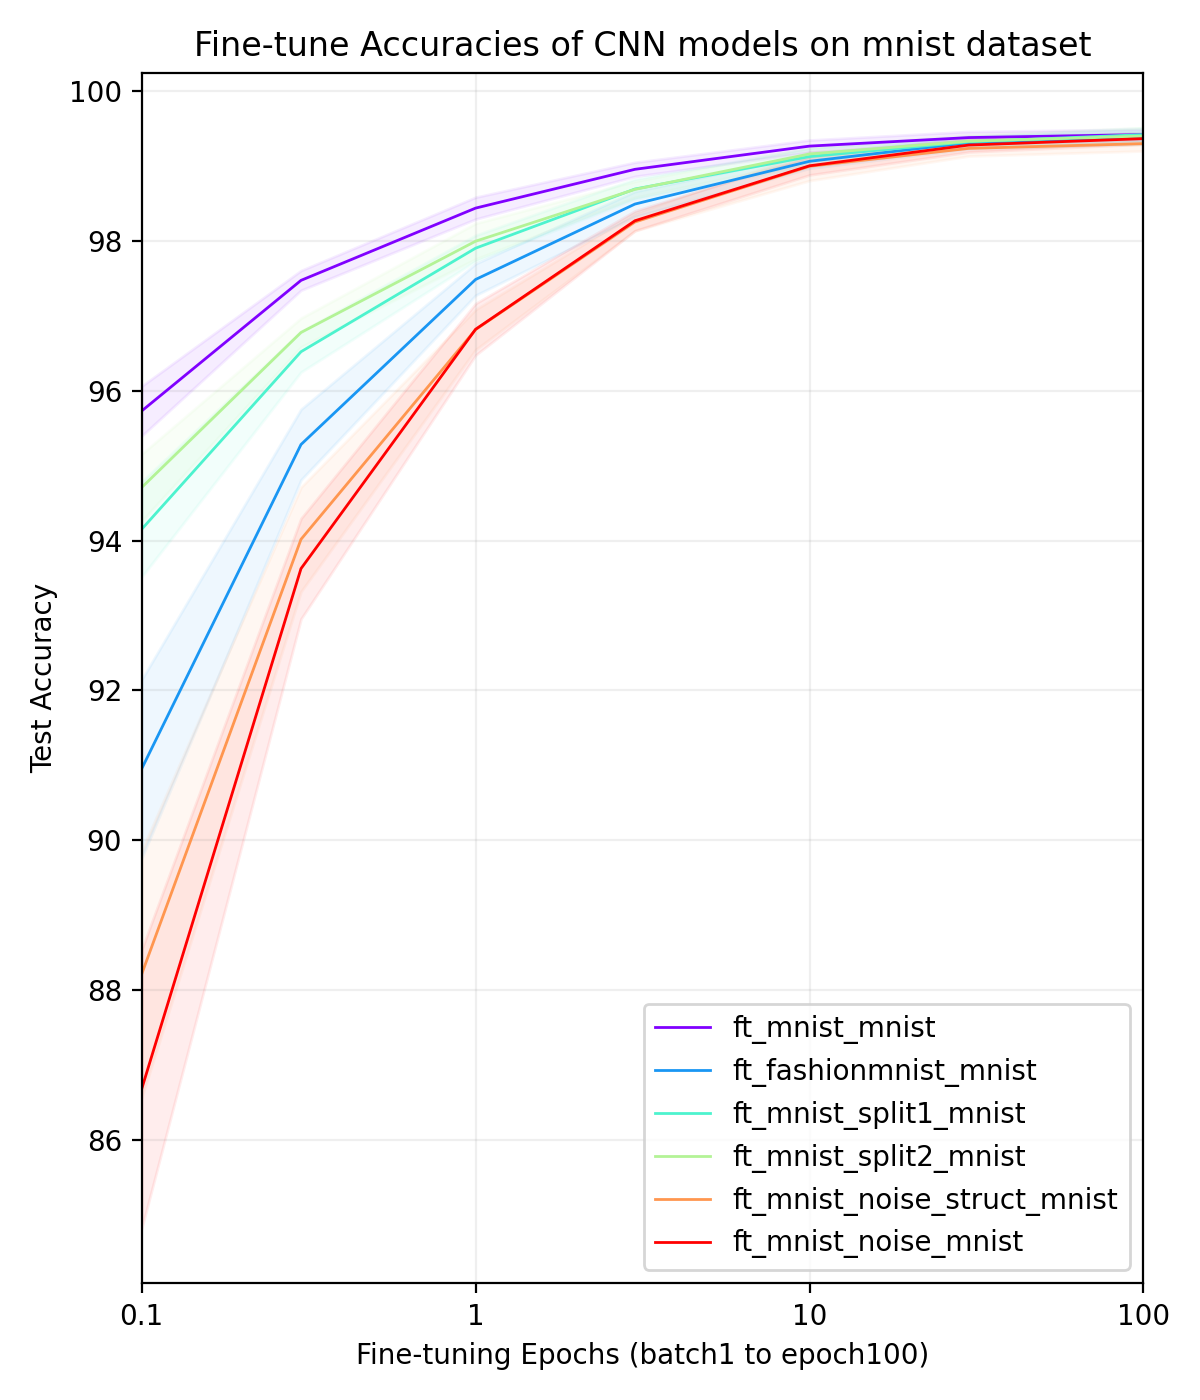 Fine-tune Accuracies of CNN models on mnist dataset
100
98
96
94
92
90
88
86
Test Accuracy
ft_mnist_mnist
ft_fashionmnist_mnist
ft_mnist_split1_mnist
ft_mnist_split2_mnist
ft_mnist_noise_struct_mnist
ft_mnist_noise_mnist
0.1 1 10 100
Fine-tuning Epochs (batch1 to epoch100)